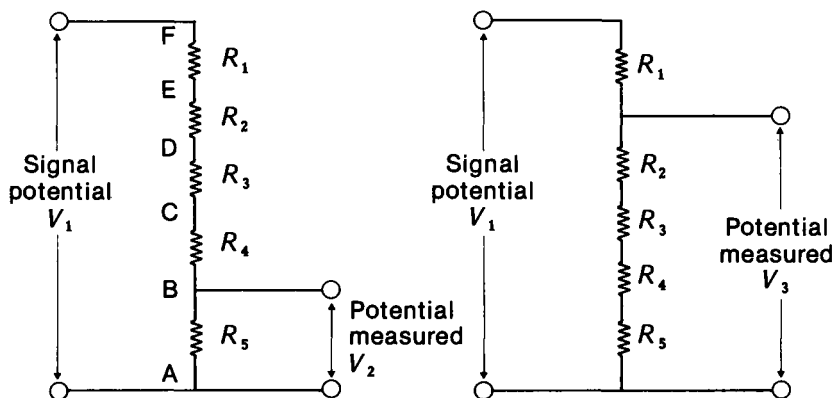 F
R₁
E
R₂
D
Signal
potential
V₁
R₃
C
R₄
B
Potential
measured
V₂
R₅
A
R₁
Signal
potential
V₁
R₂
R₃
Potential
measured
V₃
R₄
R₅